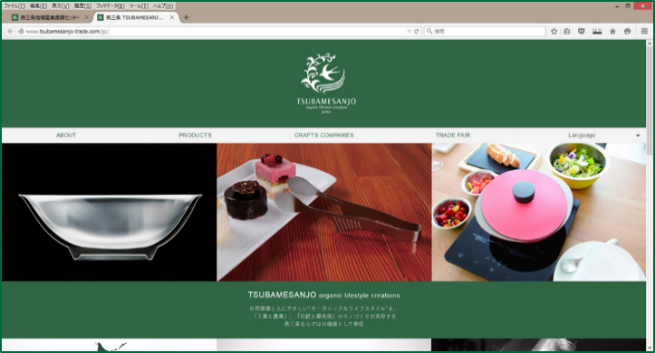 ファイル(F) 編集(E) 表示(V) 履歴(S) ブックマーク(B) ツール(T) ヘルプ(H)
燕三条地場産業振興センター
燕三条 TSUBAMESANJ...
www.tsubamesanjo-trade.com/jp/
検索
TSUBAMESANJO
organic lifestyle creations
JAPAN
ABOUT
PRODUCTS
CRAFTS COMPANIES
TRADE FAIR
Language
TSUBAMESANJO organic lifestyle creations
自然環境と人にやさしい"オーガニックなライフスタイル"を、
「工業と農業」、「伝統と最先端」のモノづくりが共存する
燕三条ならではの価値として発信